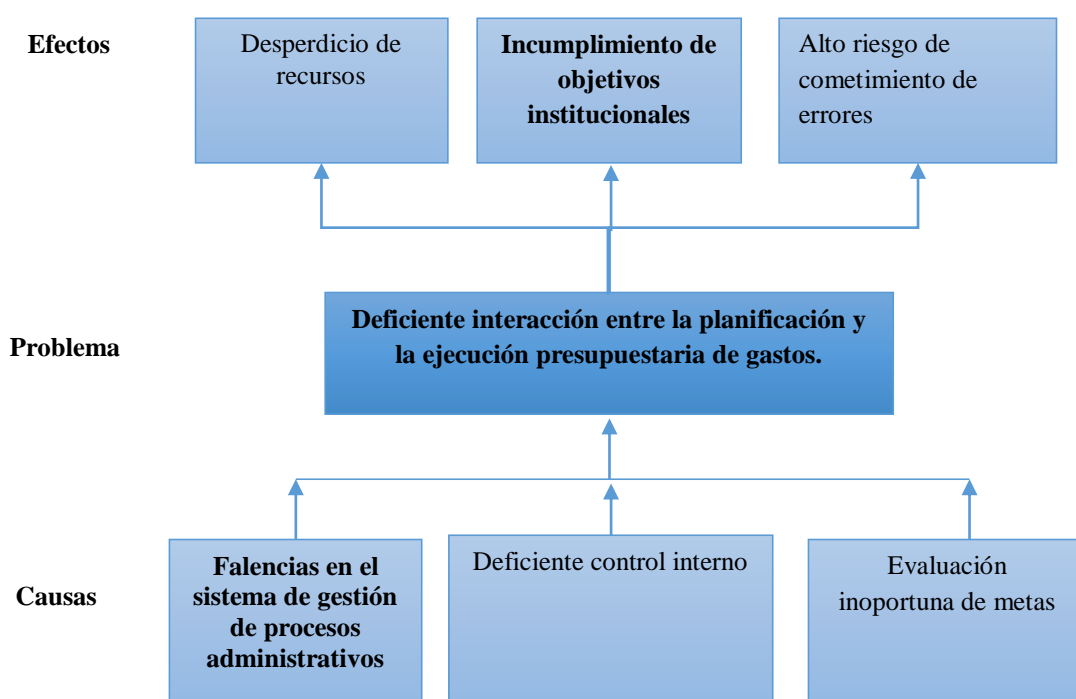 Efectos
Desperdicio de
recursos
Incumplimiento de
objetivos
institucionales
Alto riesgo de
cometimiento de
errores
Problema
Deficiente interacción entre la planificación y
la ejecución presupuestaria de gastos.
Causas
Falencias en el
sistema de gestión
de procesos
administrativos
Deficiente control interno
Evaluación
inoportuna de metas